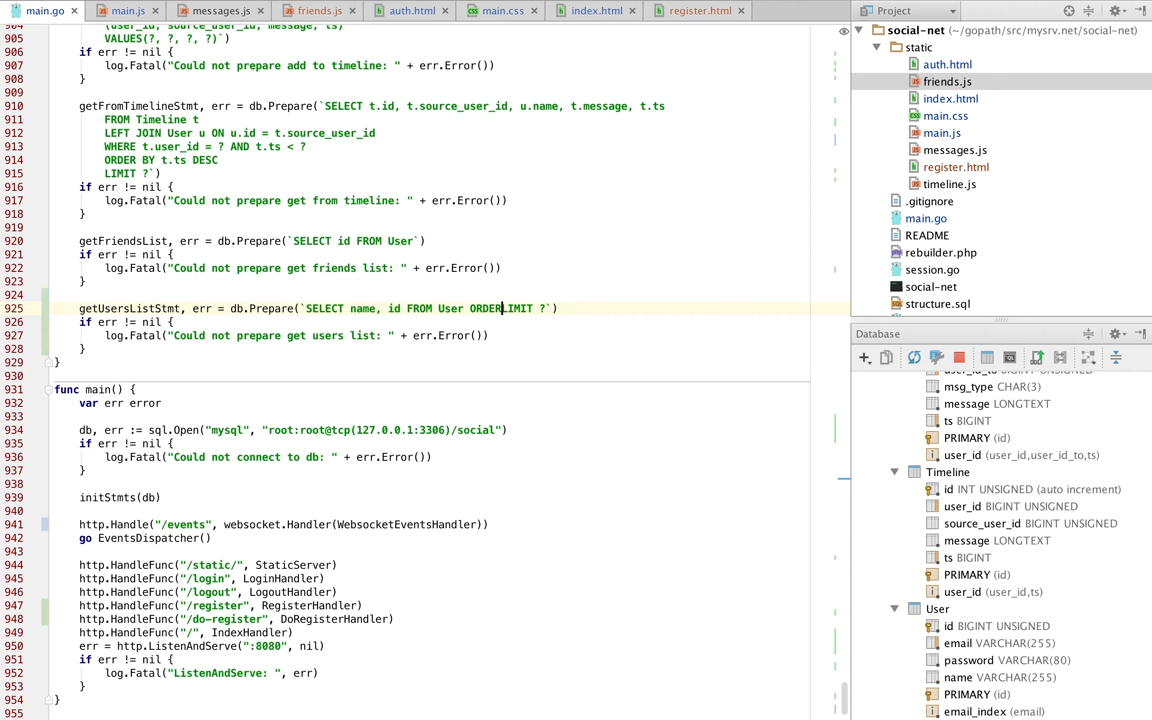 main.go
main.js
messages.js
friends.js
auth.html
main.css
index.html
register.html
904 (user_id, source_user_id, message, ts)
905 VALUES(?, ?, ?, ?)`)
906 if err != nil {
907 log.Fatal("Could not prepare add to timeline: " + err.Error())
908 }
909
910 getFromTimelineStmt, err = db.Prepare(`SELECT t.id, t.source_user_id, u.name, t.message, t.ts
911 FROM Timeline t
912 LEFT JOIN User u ON u.id = t.source_user_id
913 WHERE t.user_id = ? AND t.ts < ?
914 ORDER BY t.ts DESC
915 LIMIT ?`)
916 if err != nil {
917 log.Fatal("Could not prepare get from timeline: " + err.Error())
918 }
919
920 getFriendsList, err = db.Prepare(`SELECT id FROM User`)
921 if err != nil {
922 log.Fatal("Could not prepare get friends list: " + err.Error())
923 }
924
925 getUsersListStmt, err = db.Prepare(`SELECT name, id FROM User ORDERLIMIT ?`)
926 if err != nil {
927 log.Fatal("Could not prepare get users list: " + err.Error())
928 }
929 }
930
931 func main() {
932 var err error
933
934 db, err := sql.Open("mysql", "root:root@tcp(127.0.0.1:3306)/social")
935 if err != nil {
936 log.Fatal("Could not connect to db: " + err.Error())
937 }
938
939 initStmts(db)
940
941 http.Handle("/events", websocket.Handler(WebsocketEventsHandler))
942 go EventsDispatcher()
943
944 http.HandleFunc("/static/", StaticServer)
945 http.HandleFunc("/login", LoginHandler)
946 http.HandleFunc("/logout", LogoutHandler)
947 http.HandleFunc("/register", RegisterHandler)
948 http.HandleFunc("/do-register", DoRegisterHandler)
949 http.HandleFunc("/", IndexHandler)
950 err = http.ListenAndServe(":8080", nil)
951 if err != nil {
952 log.Fatal("ListenAndServe: ", err)
953 }
954 }
955
Project
social-net (~/gopath/src/mysrv.net/social-net)
static
auth.html
friends.js
index.html
main.css
main.js
messages.js
register.html
timeline.js
.gitignore
main.go
README
rebuilder.php
session.go
social-net
structure.sql
Database
user_id_to BIGINT UNSIGNED
msg_type CHAR(3)
message LONGTEXT
ts BIGINT
PRIMARY (id)
user_id (user_id,user_id_to,ts)
Timeline
id INT UNSIGNED (auto increment)
user_id BIGINT UNSIGNED
source_user_id BIGINT UNSIGNED
message LONGTEXT
ts BIGINT
PRIMARY (id)
user_id (user_id,ts)
User
id BIGINT UNSIGNED
email VARCHAR(255)
password VARCHAR(80)
name VARCHAR(255)
PRIMARY (id)
email_index (email)